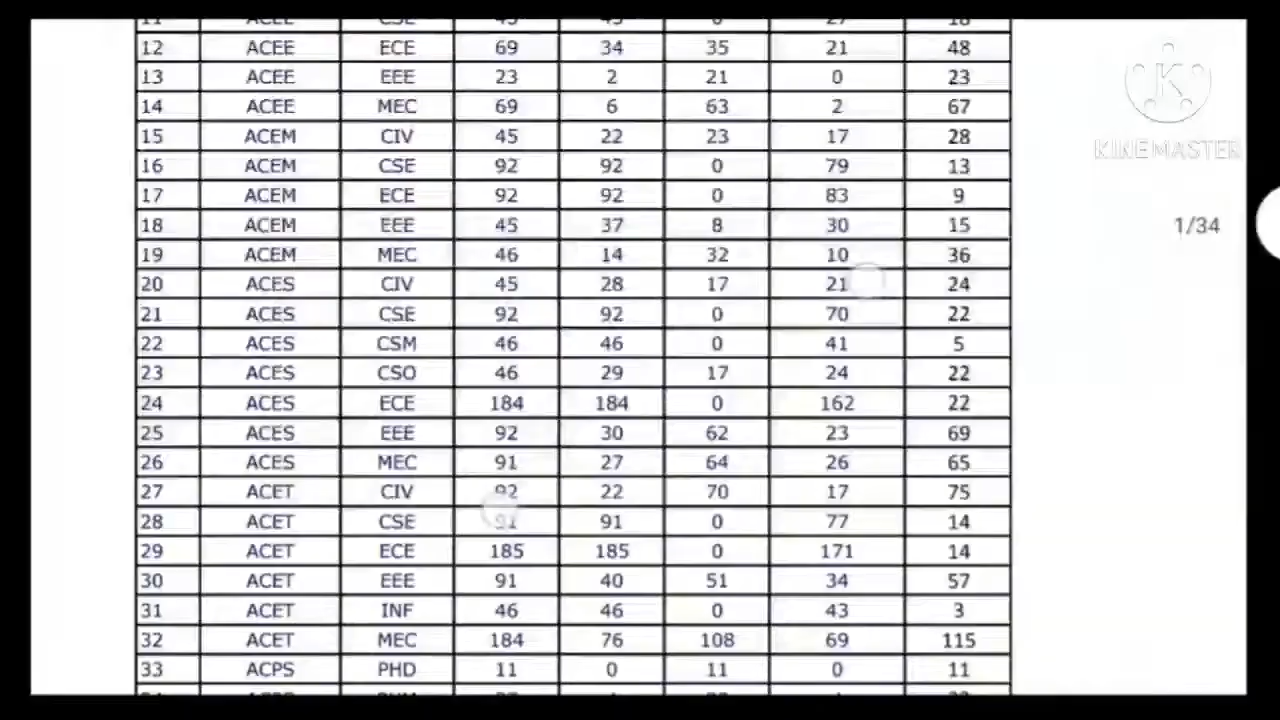 12 ACEE ECE 69 34 35 21 48
13 ACEE EEE 23 2 21 0 23
14 ACEE MEC 69 6 63 2 67
15 ACEM CIV 45 22 23 17 28
16 ACEM CSE 92 92 0 79 13
17 ACEM ECE 92 92 0 83 9
18 ACEM EEE 45 37 8 30 15
19 ACEM MEC 46 14 32 10 36
20 ACES CIV 45 28 17 21 24
21 ACES CSE 92 92 0 70 22
22 ACES CSM 46 46 0 41 5
23 ACES CSO 46 29 17 24 22
24 ACES ECE 184 184 0 162 22
25 ACES EEE 92 30 62 23 69
26 ACES MEC 91 27 64 26 65
27 ACET CIV 92 22 70 17 75
28 ACET CSE 91 91 0 77 14
29 ACET ECE 185 185 0 171 14
30 ACET EEE 91 40 51 34 57
31 ACET INF 46 46 0 43 3
32 ACET MEC 184 76 108 69 115
33 ACPS PHD 11 0 11 0 11
K
KINEMASTER
1/34